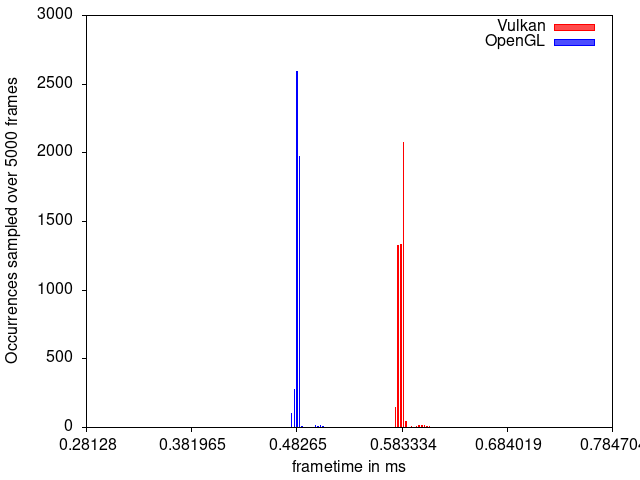 3000
2500
2000
1500
1000
500
0
Occurrences sampled over 5000 frames
Vulkan
OpenGL
0.28128 0.381965 0.48265 0.583334 0.684019 0.784704
frametime in ms